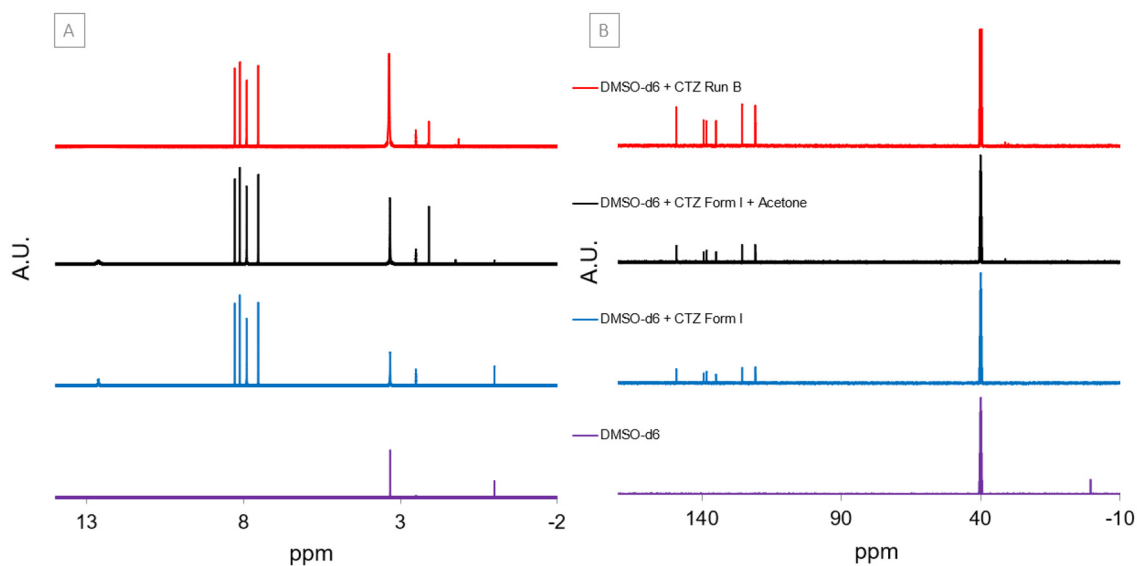 A
B
DMSO-d6 + CTZ Run B
DMSO-d6 + CTZ Form I + Acetone
DMSO-d6 + CTZ Form I
DMSO-d6
A.U.
A.U.
13
8
3
-2
140
90
40
-10
ppm
ppm